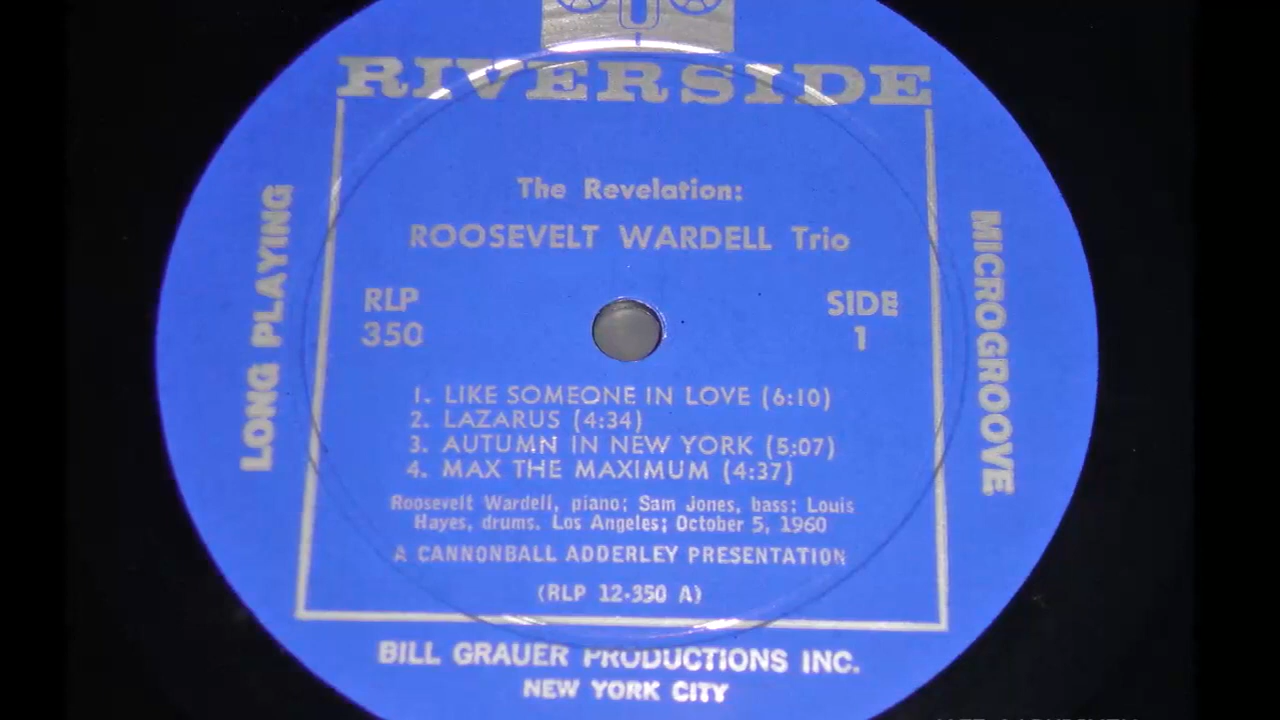 RIVERSIDE
The Revelation:
ROOSEVELT WARDELL Trio
RLP
350
SIDE
1
LONG PLAYING
MICROGROOVE
1. LIKE SOMEONE IN LOVE (6:10)
2. LAZARUS (4:34)
3. AUTUMN IN NEW YORK (5:07)
4. MAX THE MAXIMUM (4:37)
Roosevelt Wardell, piano; Sam Jones, bass; Louis
Hayes, drums. Los Angeles; October 5, 1960
A CANNONBALL ADDERLEY PRESENTATION
(RLP 12-350 A)
BILL GRAUER PRODUCTIONS INC.
NEW YORK CITY